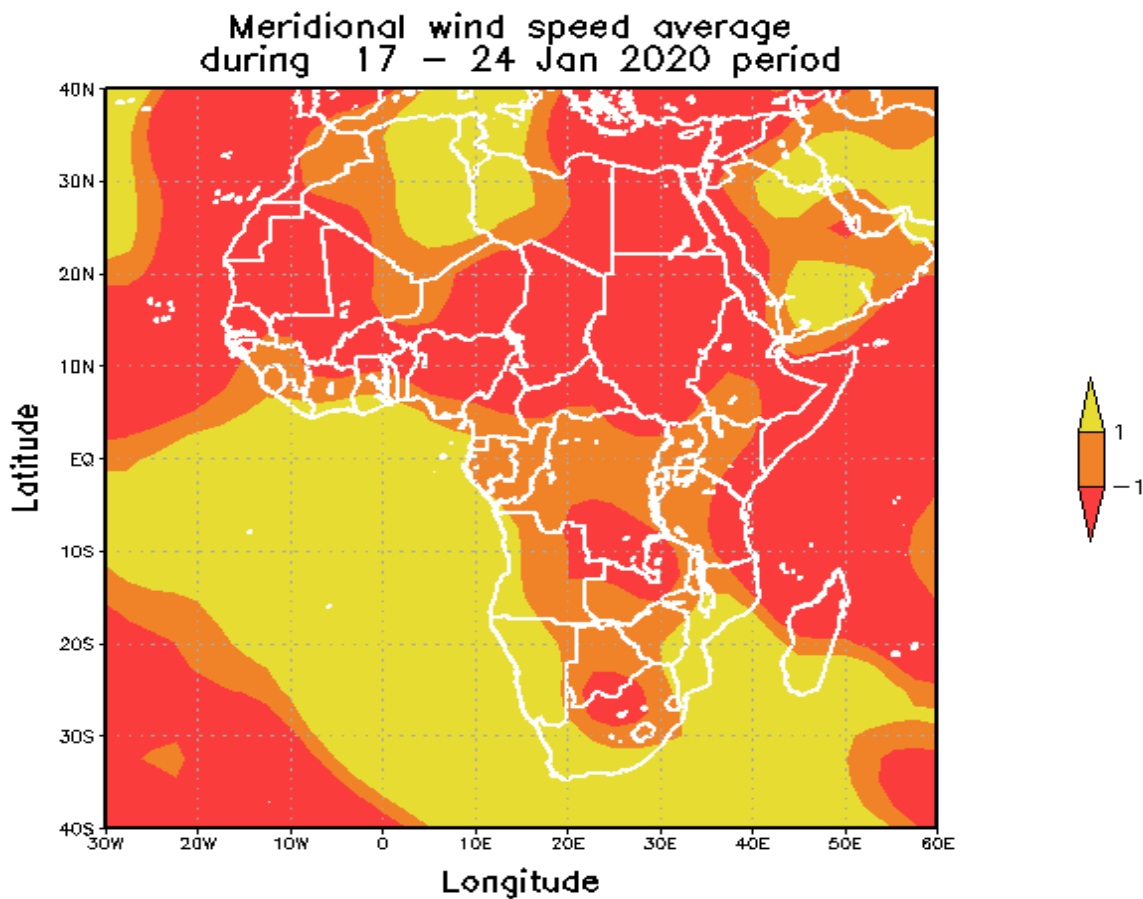 Meridional wind speed average
during 17 – 24 Jan 2020 period
40N
30N
20N
10N
EQ
10S
20S
30S
40S
Latitude
30W 20W 10W 0 10E 20E 30E 40E 50E 60E
Longitude
1
−1